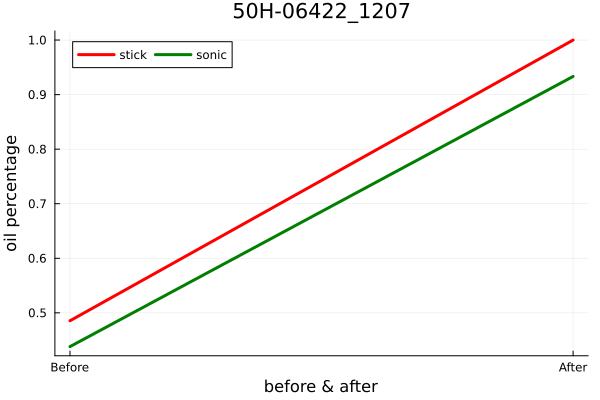 50H-06422_1207
stick sonic
1.0
0.9
0.8
0.7
0.6
0.5
oil percentage
Before After
before & after